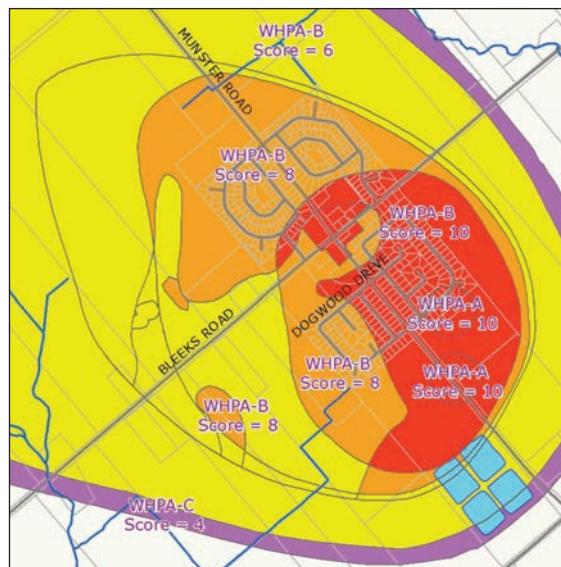 WHPA-B
Score = 6
MUNSTER ROAD
WHPA-B
Score = 8
WHPA-B
Score = 10
DOGWOOD DRIVE
WHPA-A
Score = 10
BLEEKS ROAD
WHPA-B
Score = 8
WHPA-A
Score = 10
WHPA-B
Score = 8
WHPA-C
Score = 4